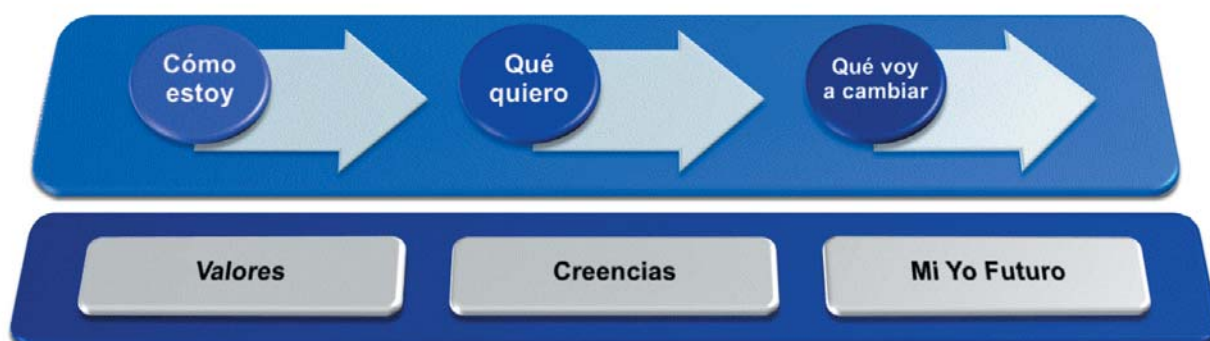 Cómo
estoy
Qué
quiero
Qué voy
a cambiar
Valores
Creencias
Mi Yo Futuro